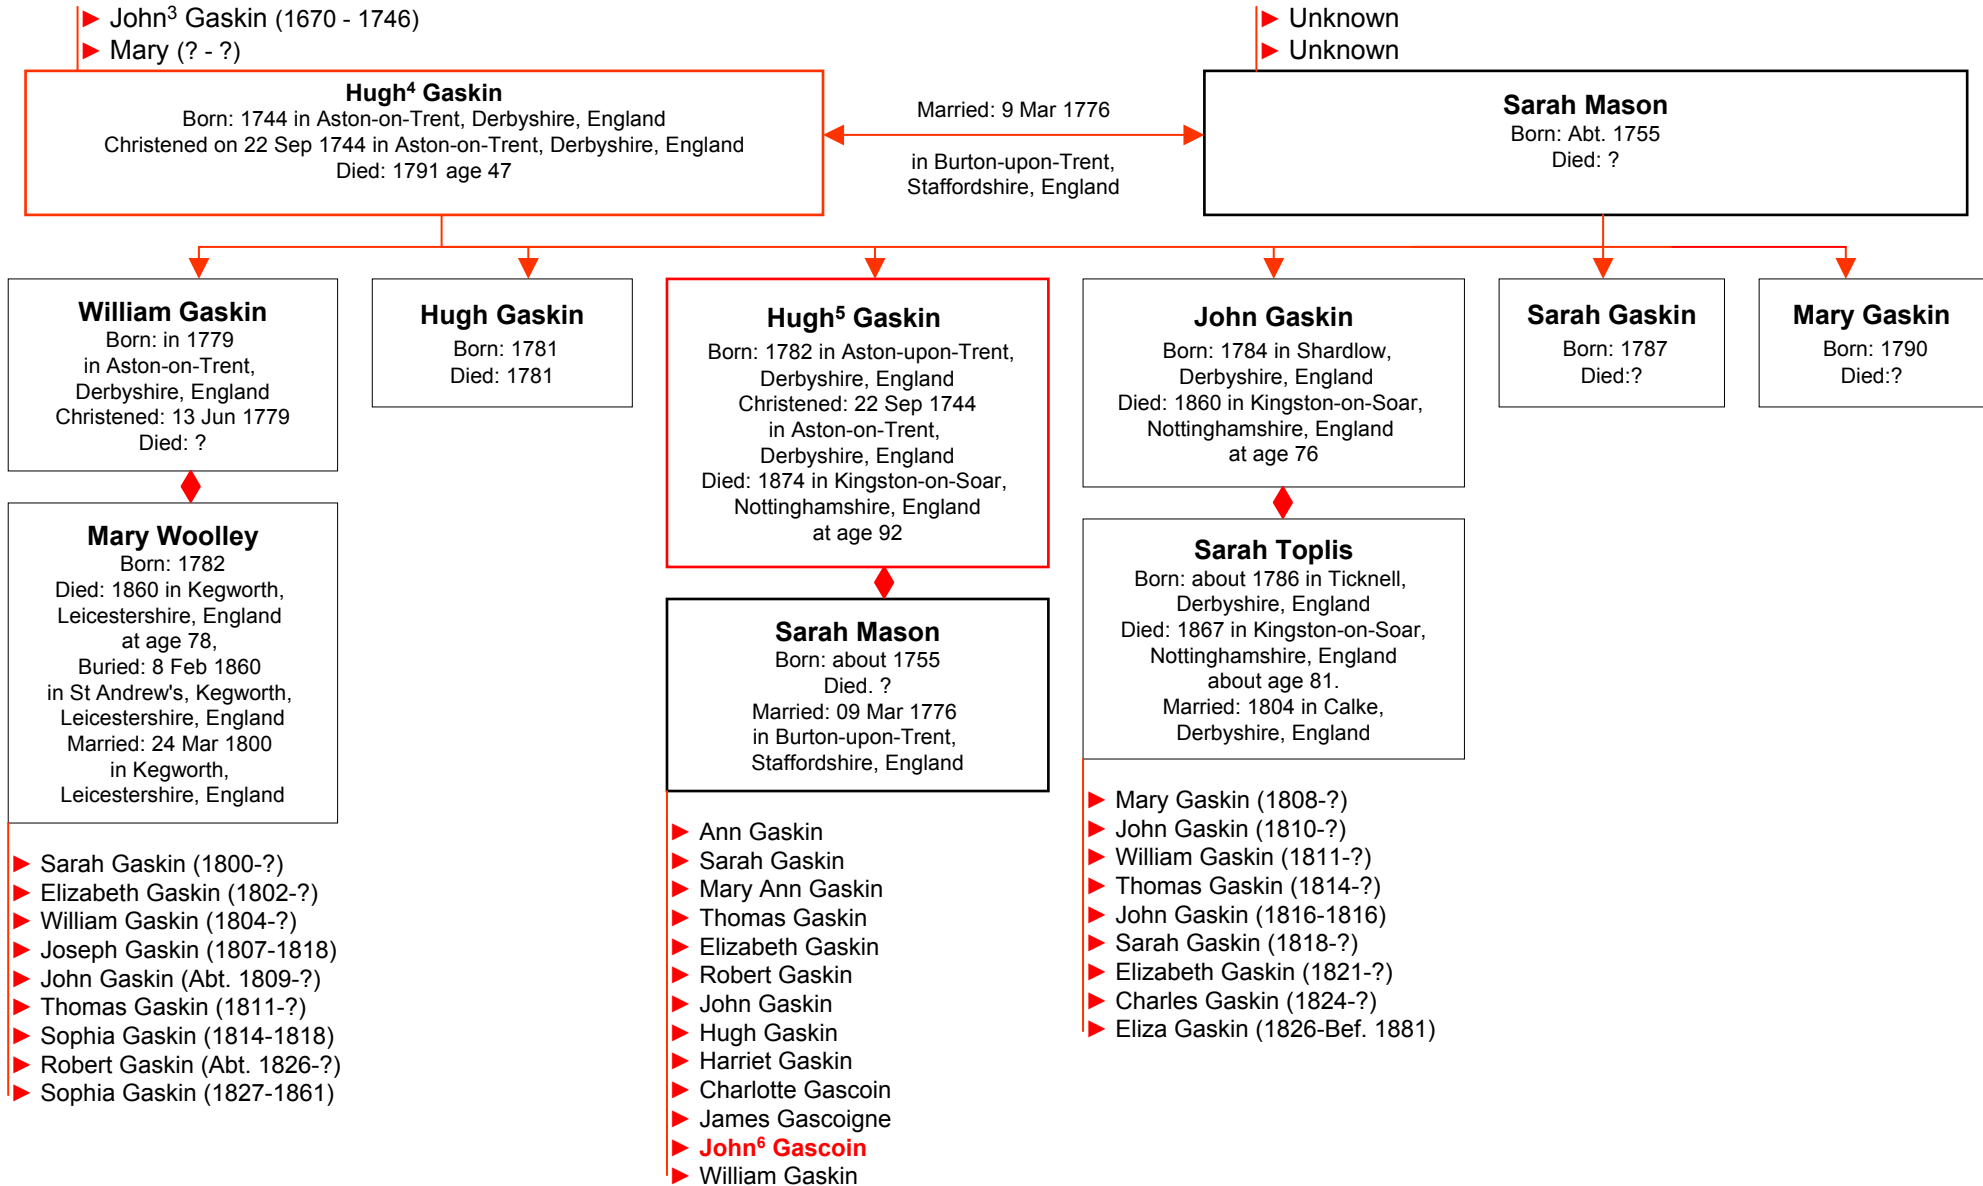 John³ Gaskin (1670 - 1746)
Mary (? - ?)
Unknown
Unknown
Hugh⁴ Gaskin
Born: 1744 in Aston-on-Trent, Derbyshire, England
Christened on 22 Sep 1744 in Aston-on-Trent, Derbyshire, England
Died: 1791 age 47
Married: 9 Mar 1776
in Burton-upon-Trent,
Staffordshire, England
Sarah Mason
Born: Abt. 1755
Died: ?
William Gaskin
Born: in 1779
in Aston-on-Trent,
Derbyshire, England
Christened: 13 Jun 1779
Died: ?
Hugh Gaskin
Born: 1781
Died: 1781
Hugh⁵ Gaskin
Born: 1782 in Aston-upon-Trent,
Derbyshire, England
Christened: 22 Sep 1744
in Aston-on-Trent,
Derbyshire, England
Died: 1874 in Kingston-on-Soar,
Nottinghamshire, England
at age 92
John Gaskin
Born: 1784 in Shardlow,
Derbyshire, England
Died: 1860 in Kingston-on-Soar,
Nottinghamshire, England
at age 76
Sarah Gaskin
Born: 1787
Died:?
Mary Gaskin
Born: 1790
Died:?
Mary Woolley
Born: 1782
Died: 1860 in Kegworth,
Leicestershire, England
at age 78,
Buried: 8 Feb 1860
in St Andrew's, Kegworth,
Leicestershire, England
Married: 24 Mar 1800
in Kegworth,
Leicestershire, England
Sarah Gaskin (1800-?)
Elizabeth Gaskin (1802-?)
William Gaskin (1804-?)
Joseph Gaskin (1807-1818)
John Gaskin (Abt. 1809-?)
Thomas Gaskin (1811-?)
Sophia Gaskin (1814-1818)
Robert Gaskin (Abt. 1826-?)
Sophia Gaskin (1827-1861)
Sarah Mason
Born: about 1755
Died. ?
Married: 09 Mar 1776
in Burton-upon-Trent,
Staffordshire, England
Ann Gaskin
Sarah Gaskin
Mary Ann Gaskin
Thomas Gaskin
Elizabeth Gaskin
Robert Gaskin
John Gaskin
Hugh Gaskin
Harriet Gaskin
Charlotte Gascoin
James Gascoigne
John⁶ Gascoin
William Gaskin
Sarah Toplis
Born: about 1786 in Ticknell,
Derbyshire, England
Died: 1867 in Kingston-on-Soar,
Nottinghamshire, England
about age 81.
Married: 1804 in Calke,
Derbyshire, England
Mary Gaskin (1808-?)
John Gaskin (1810-?)
William Gaskin (1811-?)
Thomas Gaskin (1814-?)
John Gaskin (1816-1816)
Sarah Gaskin (1818-?)
Elizabeth Gaskin (1821-?)
Charles Gaskin (1824-?)
Eliza Gaskin (1826-Bef. 1881)